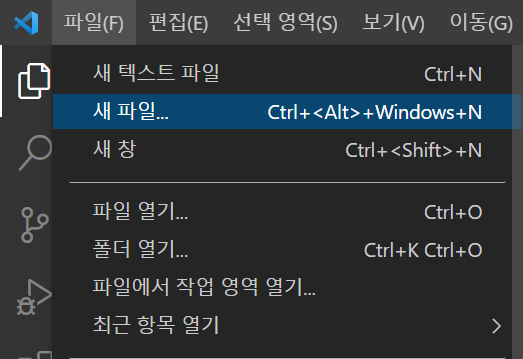 파일(F) 편집(E) 선택 영역(S) 보기(V) 이동(G)
새 텍스트 파일 Ctrl+N
새 파일... Ctrl+<Alt>+Windows+N
새 창 Ctrl+<Shift>+N
파일 열기... Ctrl+O
폴더 열기... Ctrl+K Ctrl+O
파일에서 작업 영역 열기...
최근 항목 열기